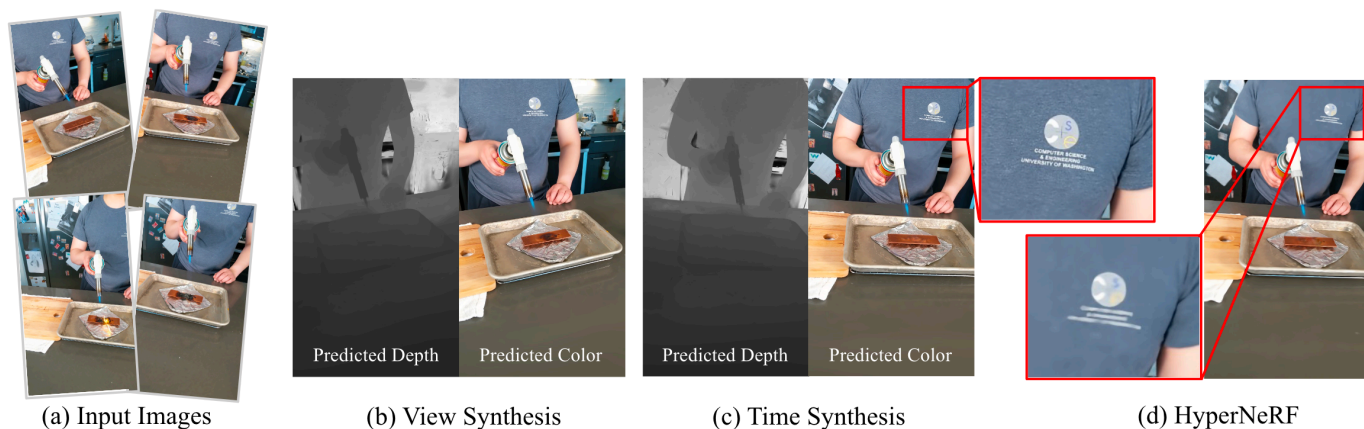 Predicted Depth
Predicted Color
Predicted Depth
Predicted Color
S
COMPUTER SCIENCE
& ENGINEERING
UNIVERSITY OF WASHINGTON
(a) Input Images
(b) View Synthesis
(c) Time Synthesis
(d) HyperNeRF